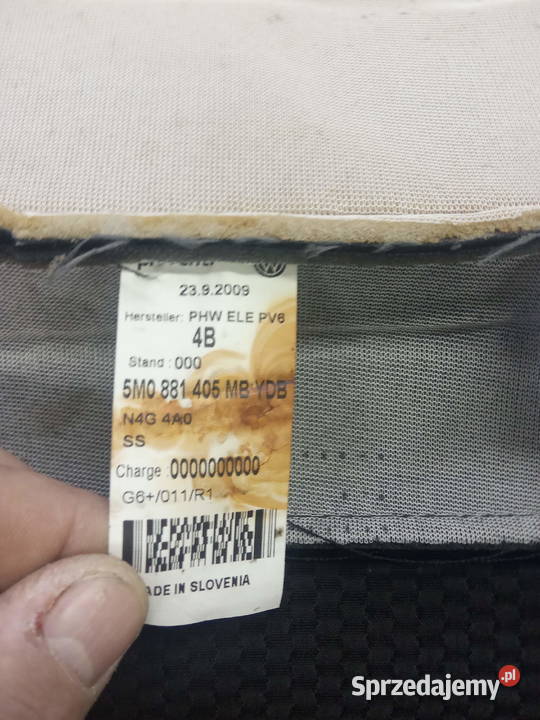 23.9.2009
Hersteller: PHW ELE PV6
4B
Stand : 000
5M0 881 405 MB YDB
N4G 4A0
SS
Charge : 0000000000
G6+/011/R1
MADE IN SLOVENIA
Sprzedajemy.pl